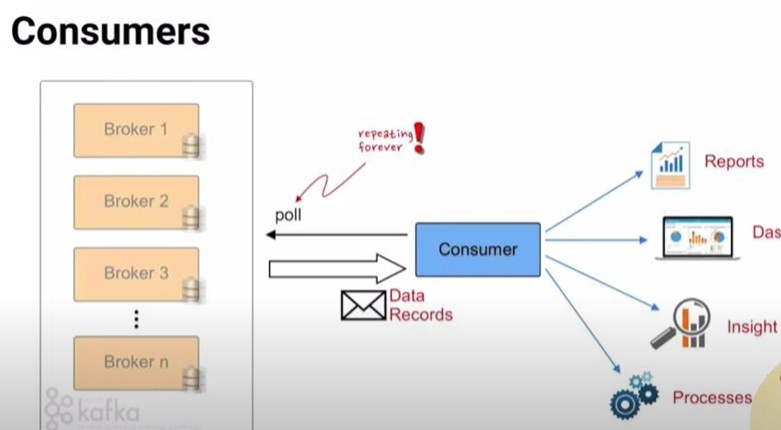 Consumers
Broker 1
Broker 2
Broker 3
Broker n
kafka
repeating!
forever
poll
Consumer
Data
Records
Reports
Das
Insight
Processes